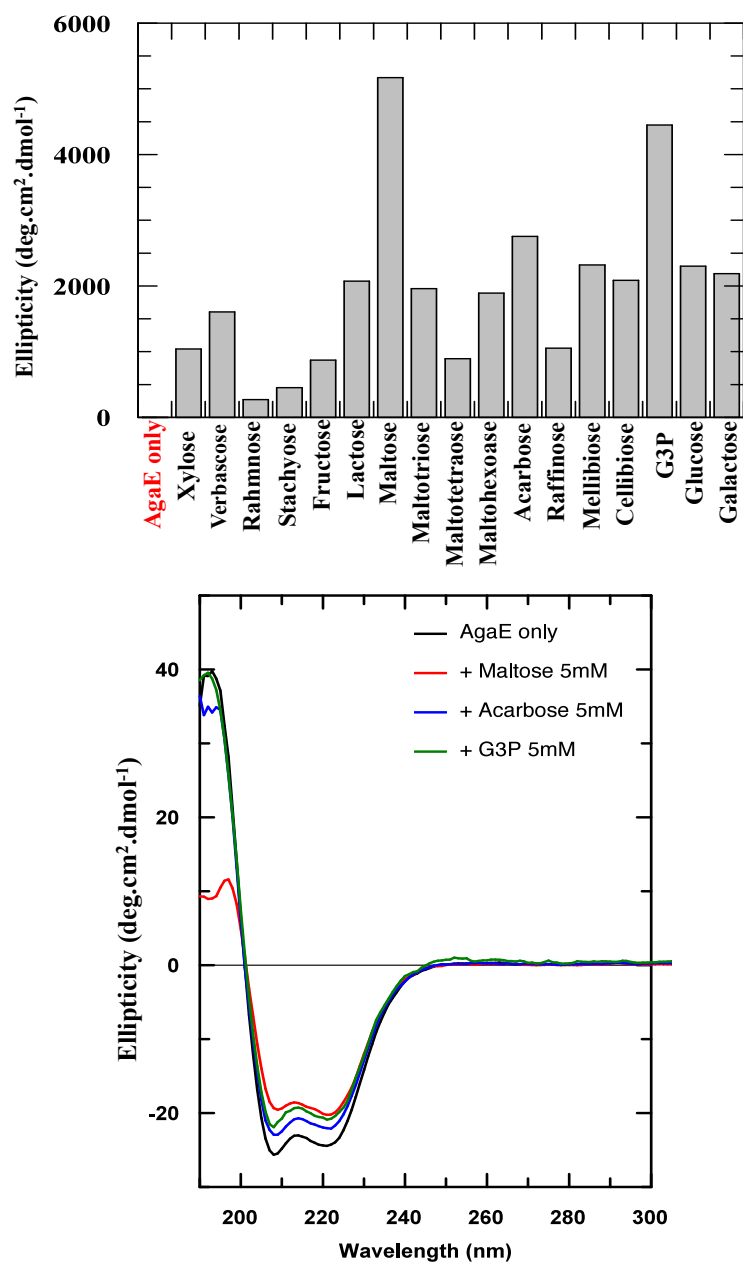 6000
4000
2000
0
Ellipticity (deg.cm².dmol⁻¹)
AgaE only
Xylose
Verbascose
Rahmnose
Stachyose
Fructose
Lactose
Maltose
Maltotriose
Maltotetraose
Maltohexoase
Acarbose
Raffinose
Mellibiose
Cellibiose
G3P
Glucose
Galactose
AgaE only
+ Maltose 5mM
+ Acarbose 5mM
+ G3P 5mM
40
20
0
-20
Ellipticity (deg.cm².dmol⁻¹)
200 220 240 260 280 300
Wavelength (nm)